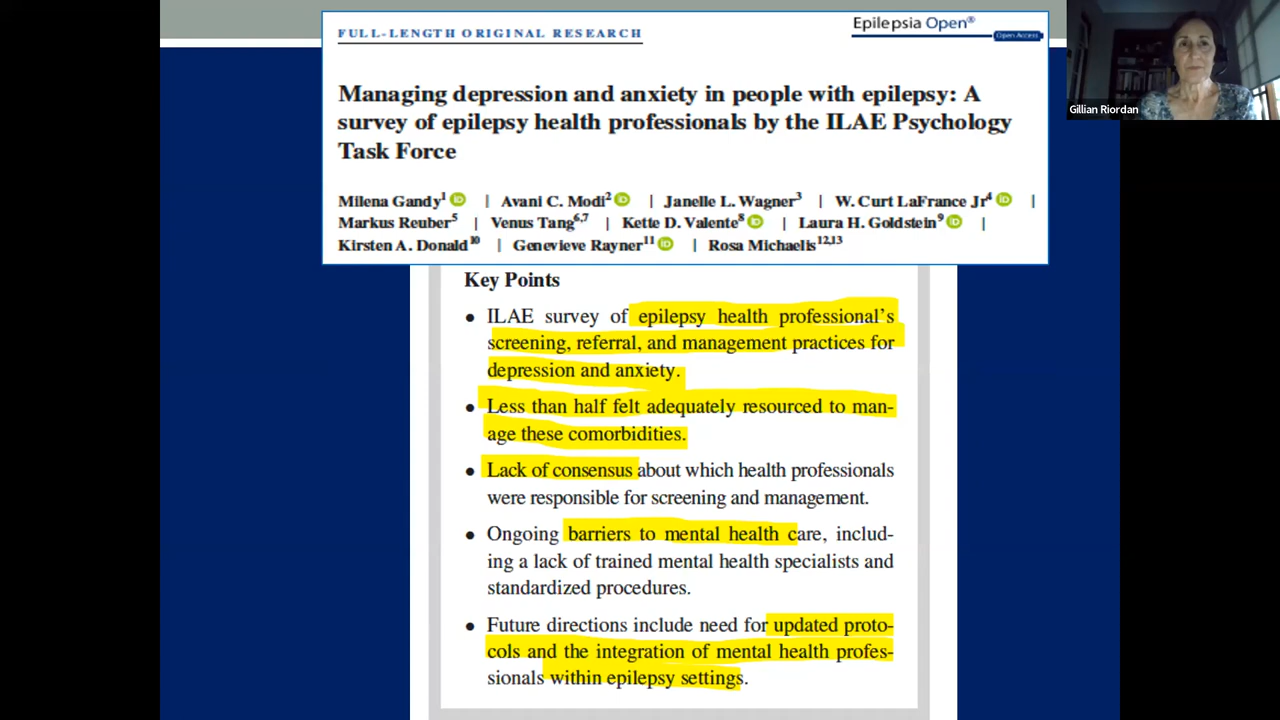 FULL-LENGTH ORIGINAL RESEARCH
Epilepsia Open®
Open Access
Gillian Riordan
Managing depression and anxiety in people with epilepsy: A
survey of epilepsy health professionals by the ILAE Psychology
Task Force
Milena Gandy1 | Avani C. Modi2 | Janelle L. Wagner3 | W. Curt LaFrance Jr4 |
Markus Reuber5 | Venus Tang6,7 | Kette D. Valente8 | Laura H. Goldstein9 |
Kirsten A. Donald10 | Genevieve Rayner11 | Rosa Michaelis12,13
Key Points
● ILAE survey of epilepsy health professional's
screening, referral, and management practices for
depression and anxiety.
● Less than half felt adequately resourced to man-
age these comorbidities.
● Lack of consensus about which health professionals
were responsible for screening and management.
● Ongoing barriers to mental health care, includ-
ing a lack of trained mental health specialists and
standardized procedures.
● Future directions include need for updated proto-
cols and the integration of mental health profes-
sionals within epilepsy settings.